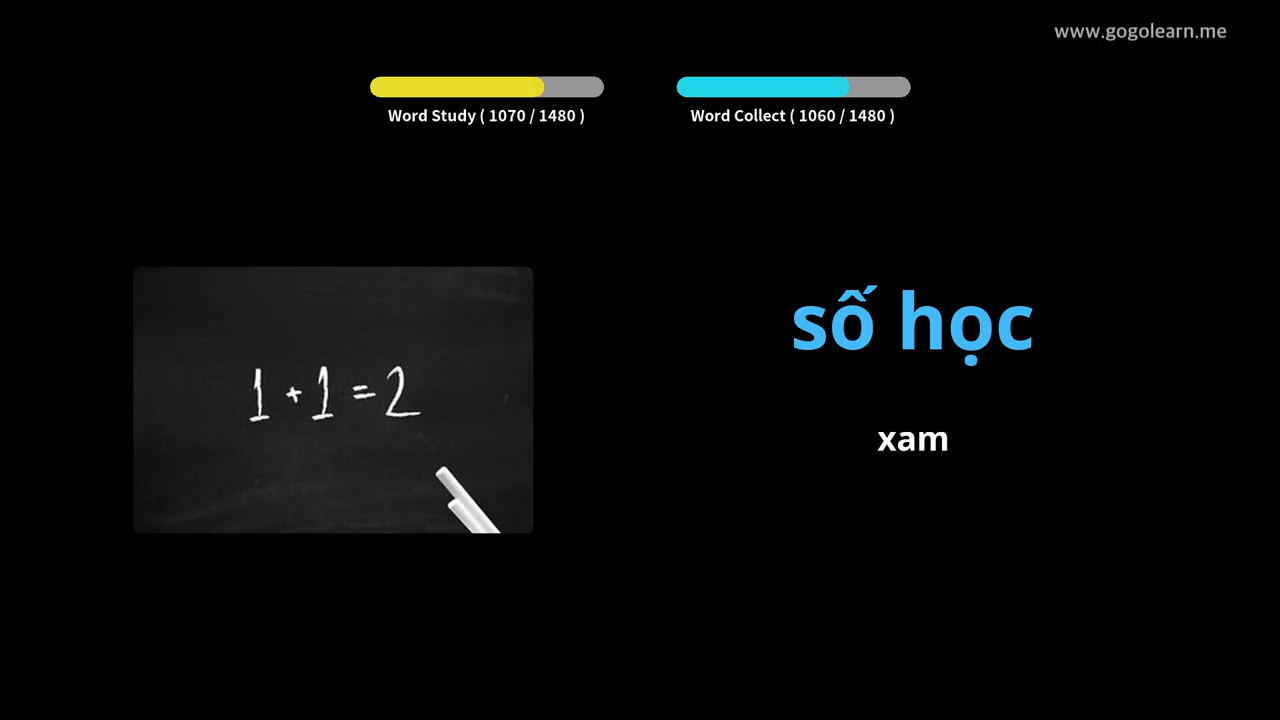 www.gogolearn.me
Word Study ( 1070 / 1480 )
Word Collect ( 1060 / 1480 )
1 + 1 = 2
số học
xam